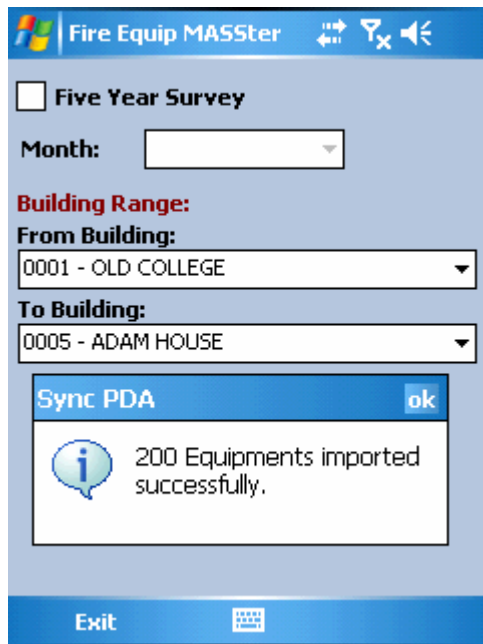 Fire Equip MASSter
Five Year Survey
Month:
Building Range:
From Building:
0001 - OLD COLLEGE
To Building:
0005 - ADAM HOUSE
Sync PDA ok
200 Equipments imported
successfully.
Exit